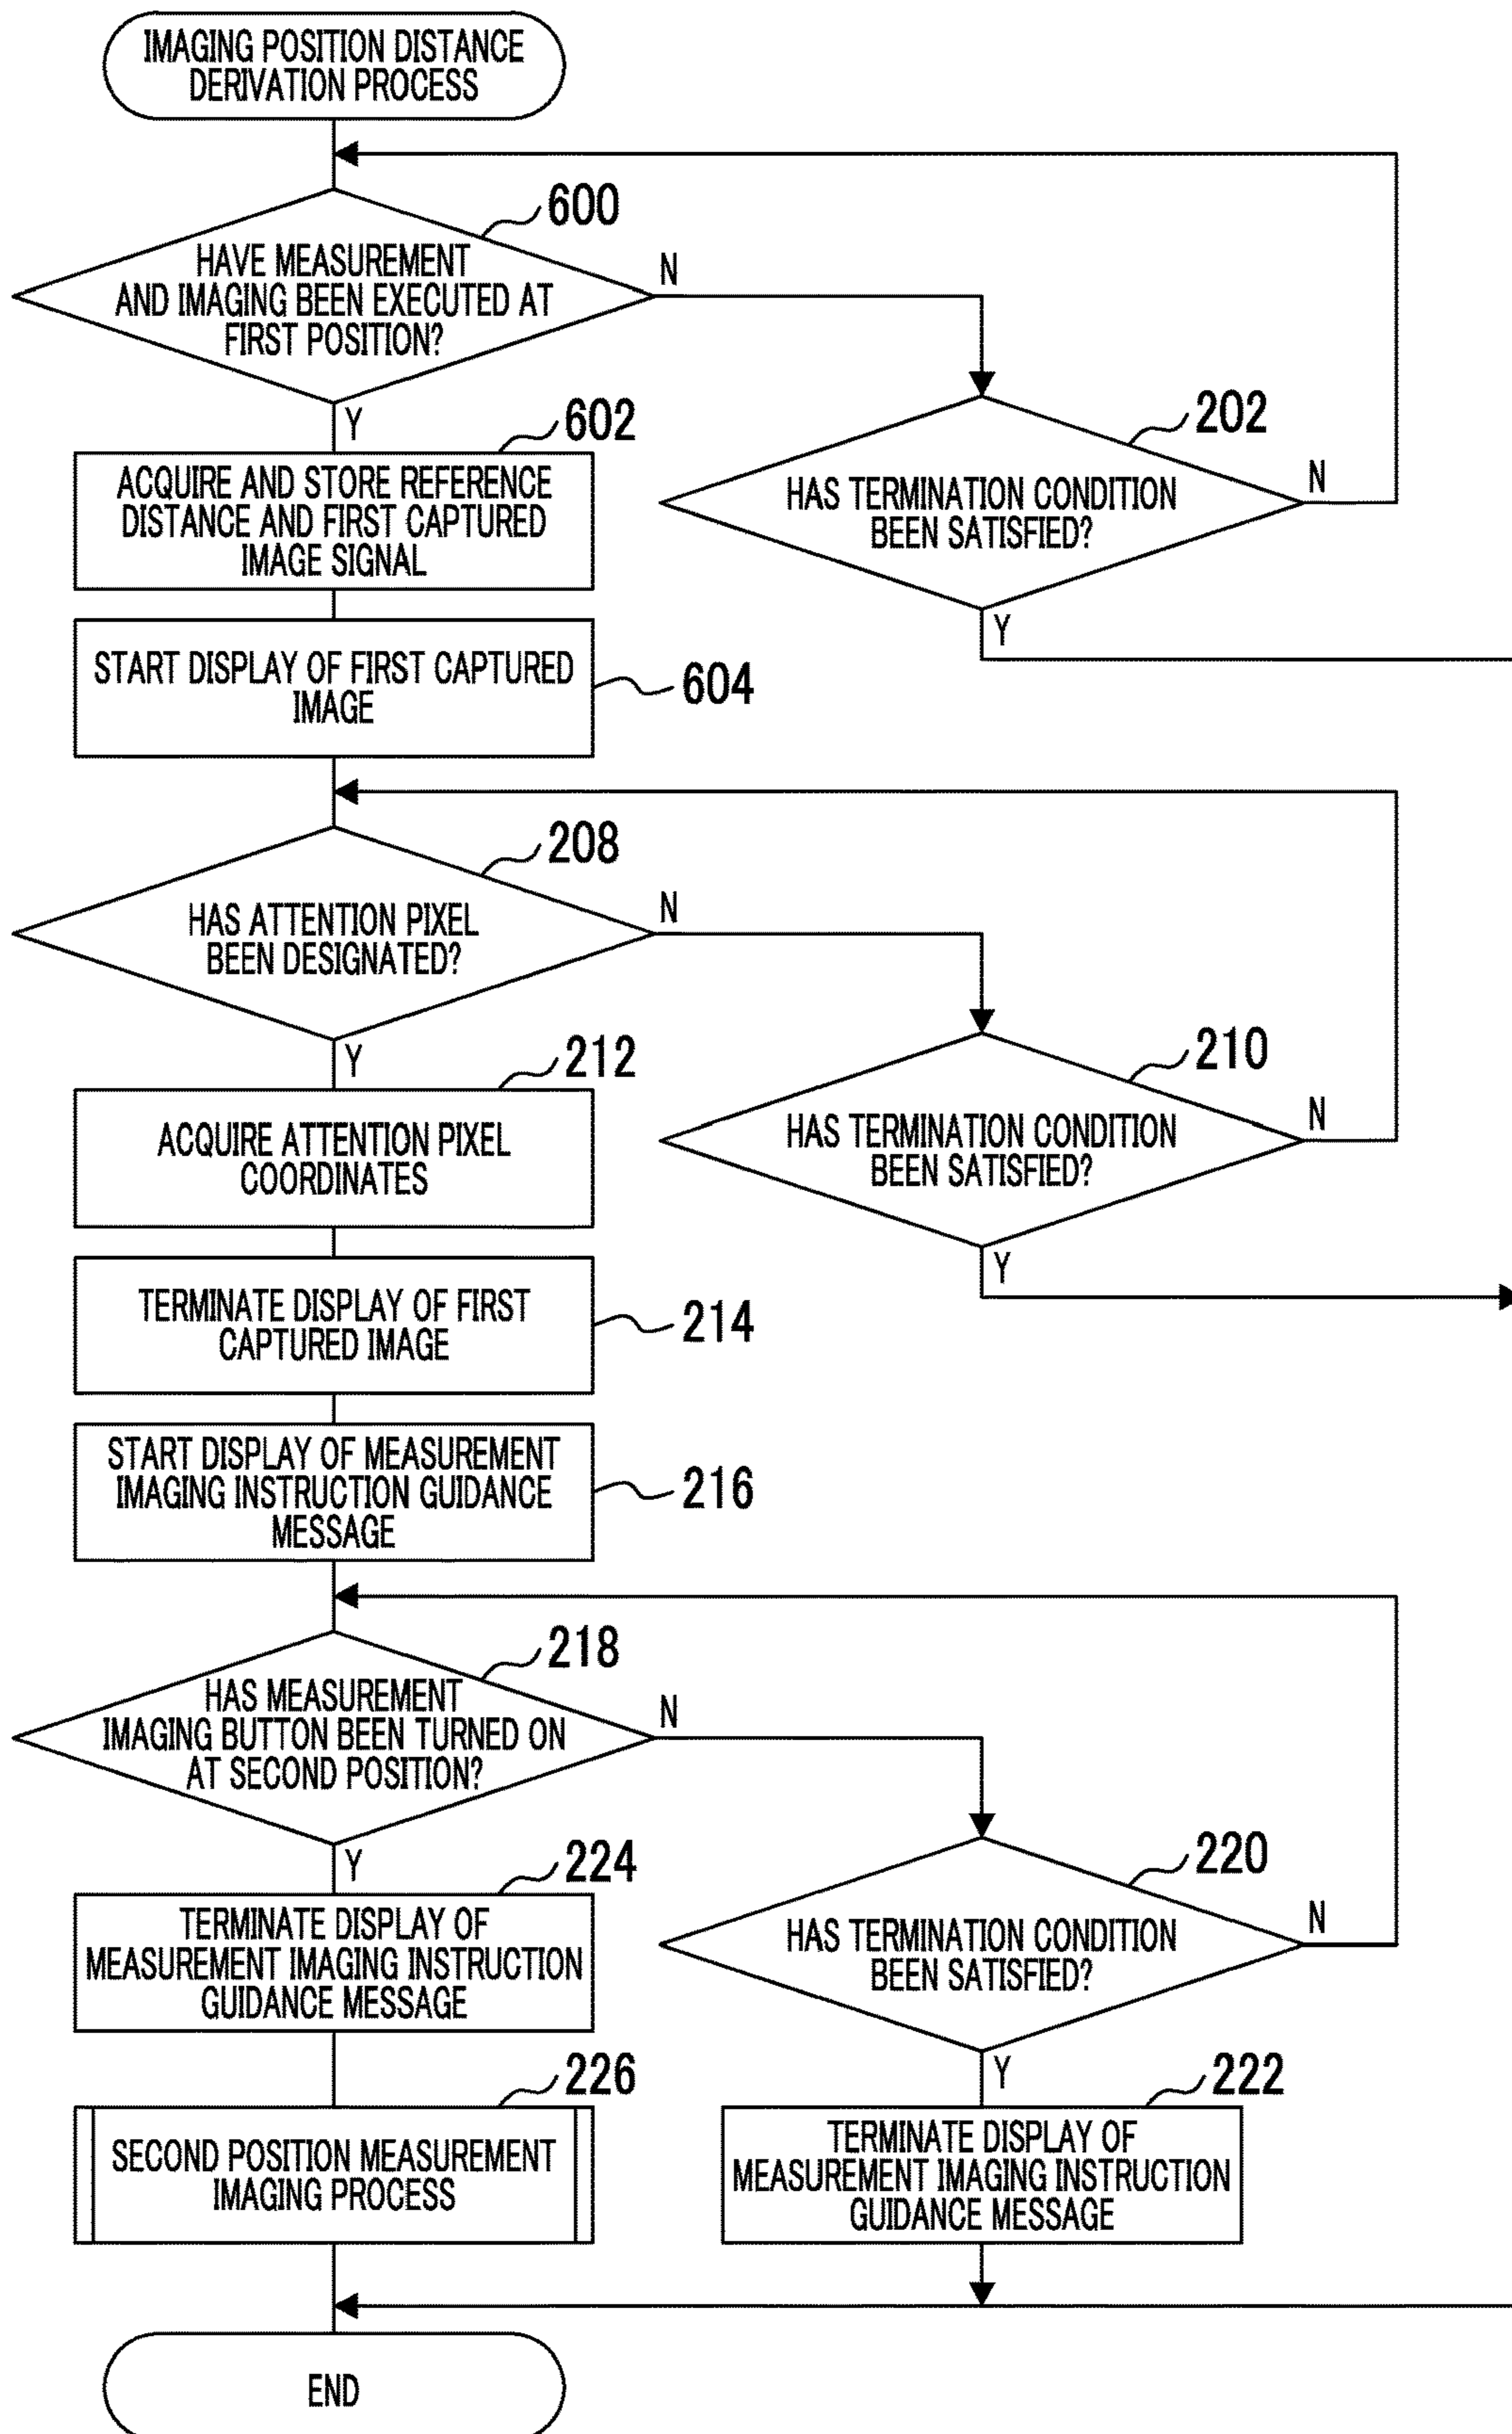 IMAGING POSITION DISTANCE
DERIVATION PROCESS
600
HAVE MEASUREMENT
AND IMAGING BEEN EXECUTED AT
FIRST POSITION?
N
Y
202
HAS TERMINATION CONDITION
BEEN SATISFIED?
N
Y
602
ACQUIRE AND STORE REFERENCE
DISTANCE AND FIRST CAPTURED
IMAGE SIGNAL
START DISPLAY OF FIRST CAPTURED
IMAGE
604
208
HAS ATTENTION PIXEL
BEEN DESIGNATED?
N
Y
210
HAS TERMINATION CONDITION
BEEN SATISFIED?
N
Y
212
ACQUIRE ATTENTION PIXEL
COORDINATES
TERMINATE DISPLAY OF FIRST
CAPTURED IMAGE
214
START DISPLAY OF MEASUREMENT
IMAGING INSTRUCTION GUIDANCE
MESSAGE
216
218
HAS MEASUREMENT
IMAGING BUTTON BEEN TURNED ON
AT SECOND POSITION?
N
Y
220
HAS TERMINATION CONDITION
BEEN SATISFIED?
N
Y
224
TERMINATE DISPLAY OF
MEASUREMENT IMAGING INSTRUCTION
GUIDANCE MESSAGE
226
SECOND POSITION MEASUREMENT
IMAGING PROCESS
222
TERMINATE DISPLAY OF
MEASUREMENT IMAGING INSTRUCTION
GUIDANCE MESSAGE
END